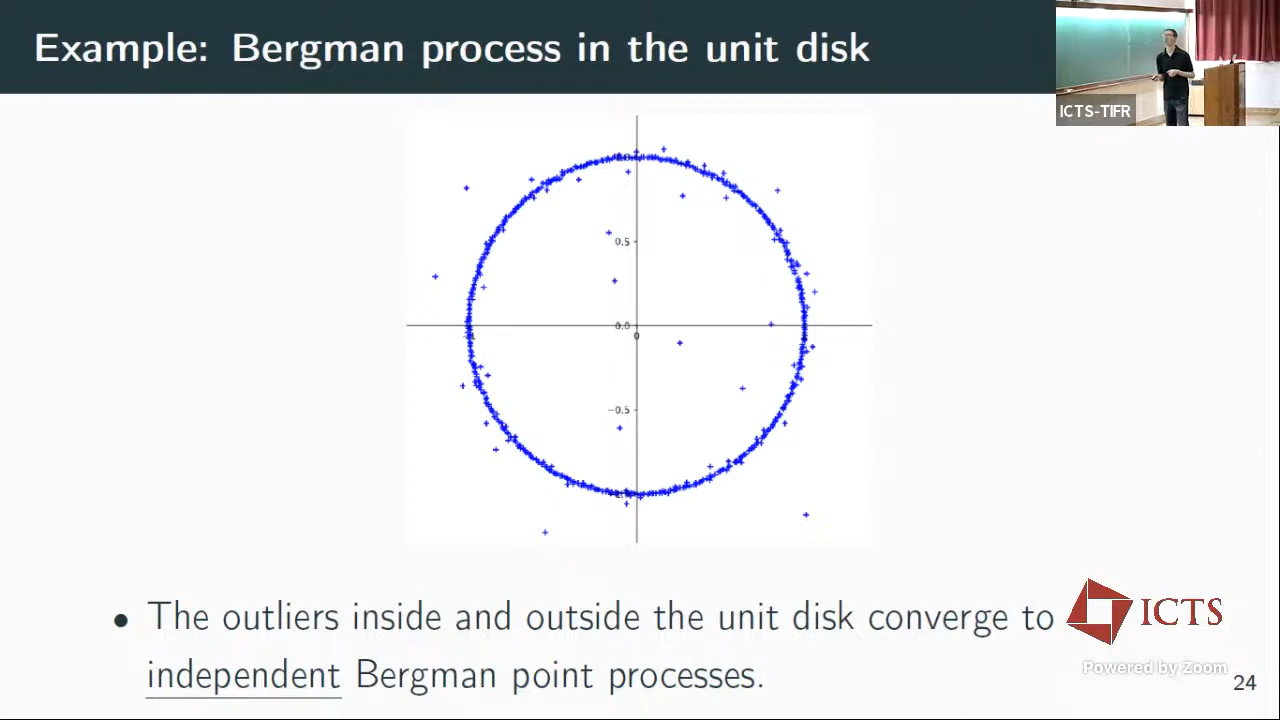 Example: Bergman process in the unit disk
ICTS-TIFR
0.5
0.0
0
−0.5
• The outliers inside and outside the unit disk converge to
independent Bergman point processes.
ICTS
Powered by Zoom
24